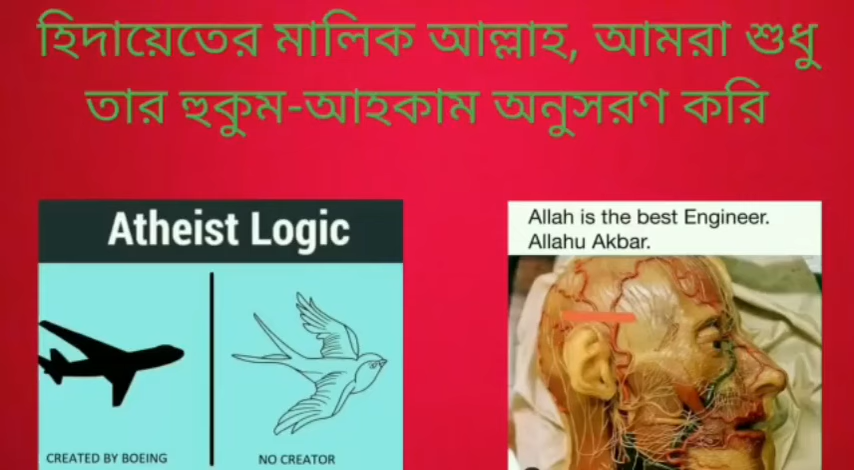 হিদায়েতের মালিক আল্লাহ, আমরা শুধু
তার হুকুম-আহকাম অনুসরণ করি
Atheist Logic
CREATED BY BOEING
NO CREATOR
Allah is the best Engineer.
Allahu Akbar.